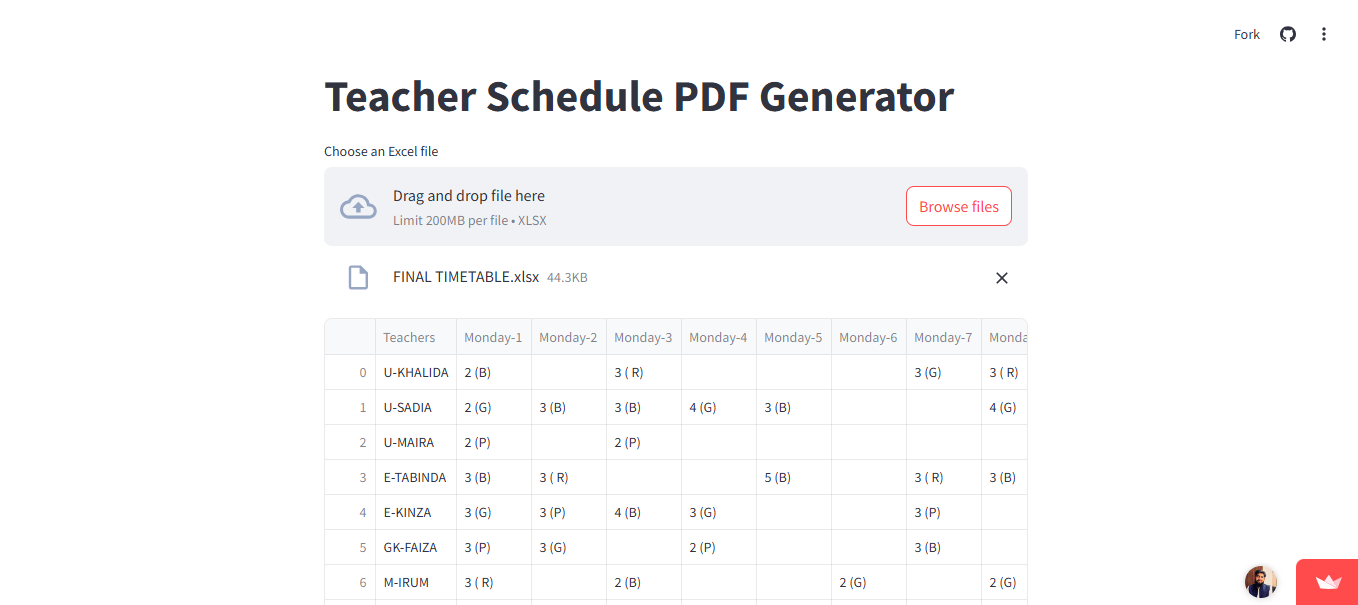 Fork
Teacher Schedule PDF Generator
Choose an Excel file
Drag and drop file here
Limit 200MB per file • XLSX
Browse files
FINAL TIMETABLE.xlsx 44.3KB
Teachers Monday-1 Monday-2 Monday-3 Monday-4 Monday-5 Monday-6 Monday-7 Monda
0 U-KHALIDA 2 (B) 3 ( R) 3 (G) 3 ( R)
1 U-SADIA 2 (G) 3 (B) 3 (B) 4 (G) 3 (B) 4 (G)
2 U-MAIRA 2 (P) 2 (P)
3 E-TABINDA 3 (B) 3 ( R) 5 (B) 3 ( R) 3 (B)
4 E-KINZA 3 (G) 3 (P) 4 (B) 3 (G) 3 (P)
5 GK-FAIZA 3 (P) 3 (G) 2 (P) 3 (B)
6 M-IRUM 3 ( R) 2 (B) 2 (G) 2 (G)